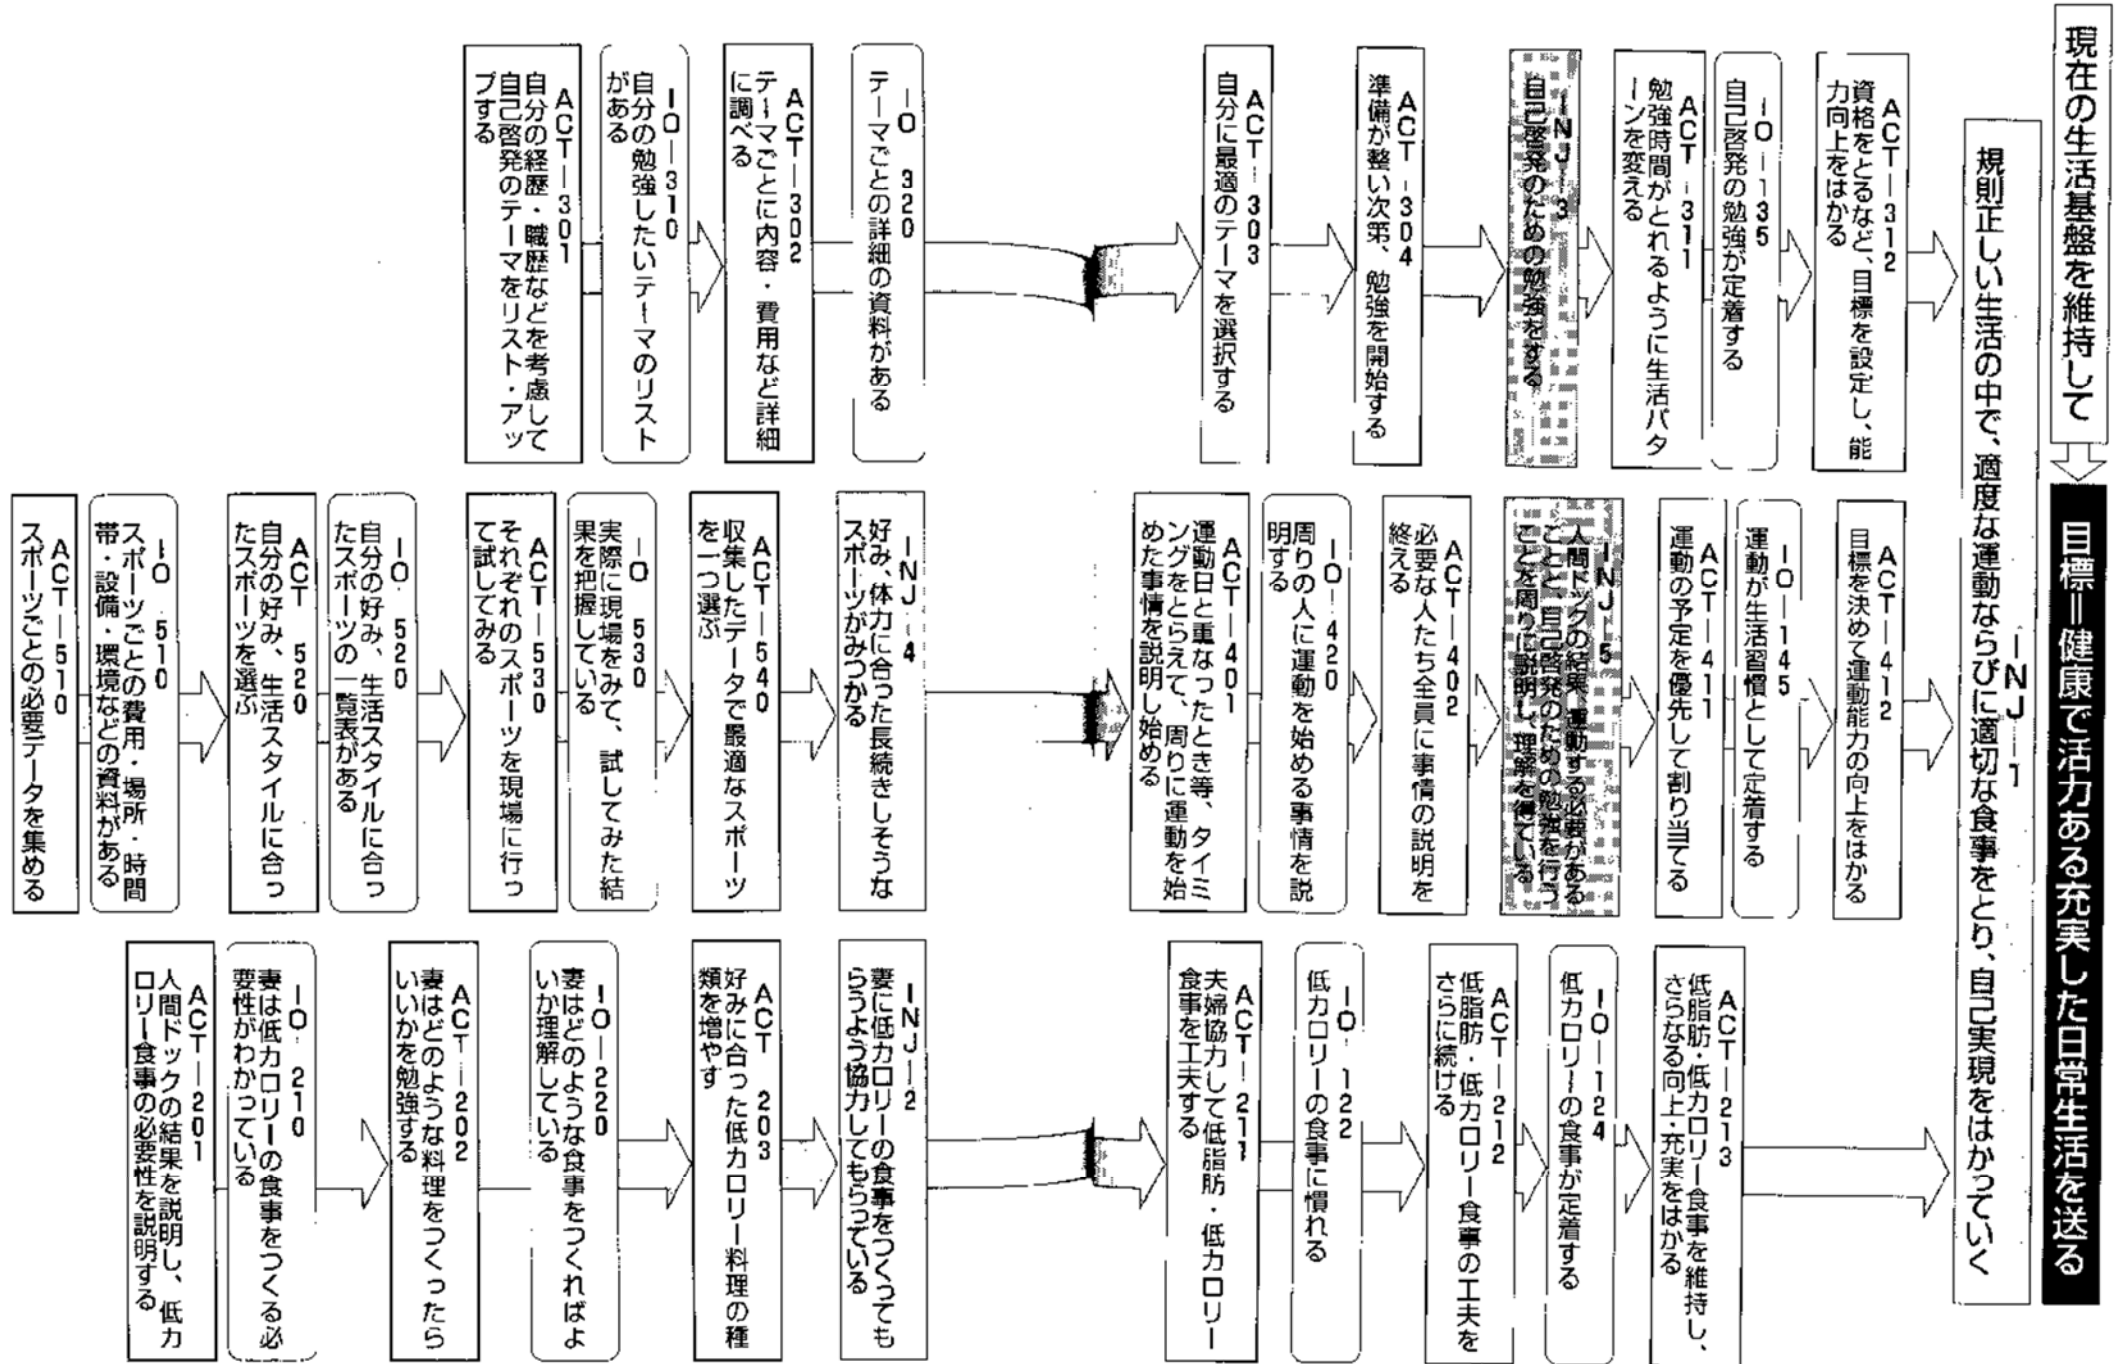 現在の生活基盤を維持して
目標=健康で活力ある充実した日常生活を送る
INJ―1
規則正しい生活の中で、適度な運動ならびに適切な食事をとり、自己実現をはかっていく
ACT―312
資格をとるなど、目標を設定し、能
力向上をはかる
IO―135
自己啓発の勉強が定着する
ACT―311
勉強時間がとれるように生活パタ
ーンを変える
INJ―3
自己啓発のための勉強をする
ACT―304
準備が整い次第、勉強を開始する
ACT―303
自分に最適のテーマを選択する
IO―320
テーマごとの詳細の資料がある
ACT―302
テーマごとに内容・費用など詳細
に調べる
IO―310
自分の勉強したいテーマのリスト
がある
ACT―301
自分の経歴・職歴などを考慮して
自己啓発のテーマをリスト・アッ
プする
ACT―412
目標を決めて運動能力の向上をはかる
IO―145
運動が生活習慣として定着する
ACT―411
運動の予定を優先して割り当てる
INJ―5
人間ドックの結果、運動する必要がある
ことと、自己啓発のための勉強を行う
ことを周りに説明し、理解を得ている
ACT―402
必要な人たち全員に事情の説明を
終える
IO―420
周りの人に運動を始める事情を説
明する
ACT―401
運動日と重なったとき等、タイミ
ングをとらえて、周りに運動を始
めた事情を説明し始める
INJ―4
好み、体力に合った長続きしそうな
スポーツがみつかる
ACT―540
収集したデータで最適なスポーツ
を一つ選ぶ
IO―530
実際に現場をみて、試してみた結
果を把握している
ACT―530
それぞれのスポーツを現場に行っ
て試してみる
IO―520
自分の好み、生活スタイルに合っ
たスポーツの一覧表がある
ACT―520
自分の好み、生活スタイルに合っ
たスポーツを選ぶ
IO―510
スポーツごとの費用・場所・時間
帯・設備・環境などの資料がある
ACT―510
スポーツごとの必要データを集める
ACT―213
低脂肪・低カロリー食事を維持し、
さらなる向上・充実をはかる
IO―124
低カロリーの食事が定着する
ACT―212
低脂肪・低カロリー食事の工夫を
さらに続ける
IO―122
低カロリーの食事に慣れる
ACT―211
夫婦協力して低脂肪・低カロリー
食事を工夫する
INJ―2
妻に低カロリーの食事をつくっても
らうよう協力してもらっている
ACT―203
好みに合った低カロリー料理の種
類を増やす
IO―220
妻はどのような食事をつくればよ
いか理解している
ACT―202
妻はどのような料理をつくったら
いいかを勉強する
IO―210
妻は低カロリーの食事をつくる必
要性がわかっている
ACT―201
人間ドックの結果を説明し、低カ
ロリー食事の必要性を説明する